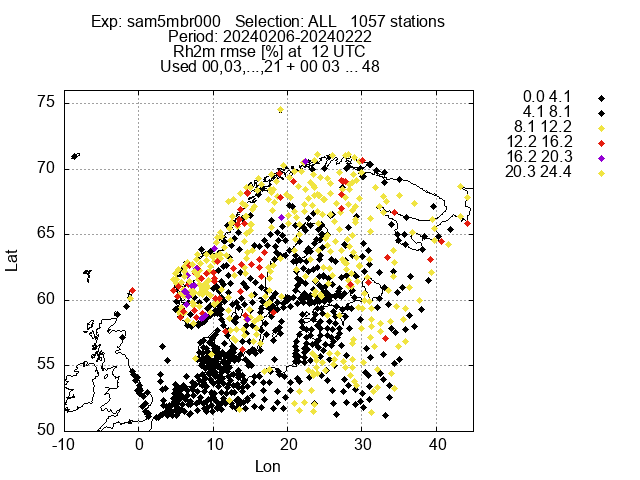 Exp: sam5mbr000 Selection: ALL 1057 stations
Period: 20240206-20240222
Rh2m rmse [%] at 12 UTC
Used 00,03,...,21 + 00 03 ... 48
0.0 4.1
4.1 8.1
8.1 12.2
12.2 16.2
16.2 20.3
20.3 24.4
75
70
65
60
55
50
Lat
-10 0 10 20 30 40
Lon